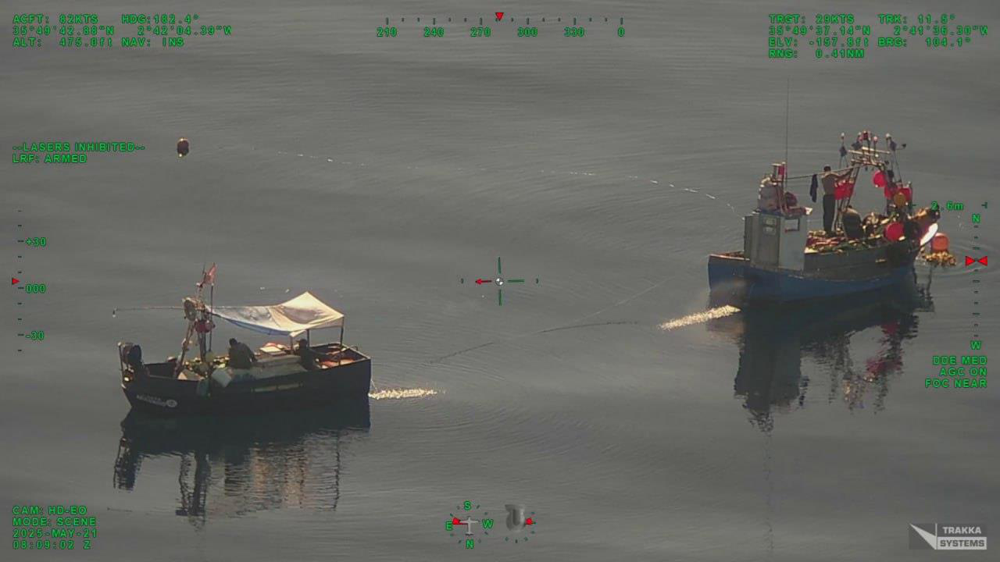 ACFT: 82KTS HDG:182.4°
35°49'42.88"N 2°42'04.39"W
ALT: 475.0ft NAV: INS
210 240 270 300 330 0
TRGT: 29KTS TRK: 11.5°
35°49'37.14"N 2°41'36.30"W
ELV: -157.8ft BRG: 104.1°
RNG: 0.41NM
--LASERS INHIBITED--
LRF: ARMED
2.6m
N
+30
000
-30
W
DDE MED
AGC ON
FOC NEAR
CAM: HD-EO
MODE: SCENE
2025-MAY-21
08:09:02 Z
S
E W
N
TRAKKA
SYSTEMS